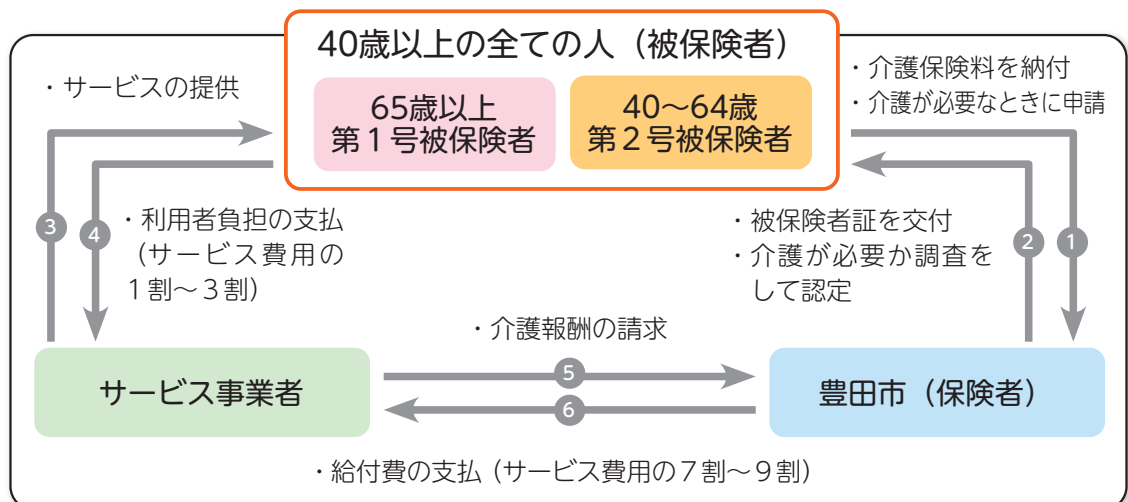 40歳以上の全ての人（被保険者）
65歳以上
第１号被保険者
40〜64歳
第２号被保険者
・サービスの提供
・介護保険料を納付
・介護が必要なときに申請
3
4
・利用者負担の支払
（サービス費用の
１割〜３割）
・被保険者証を交付
・介護が必要か調査を
して認定
2
1
・介護報酬の請求
サービス事業者
5
6
豊田市（保険者）
・給付費の支払（サービス費用の７割〜９割）